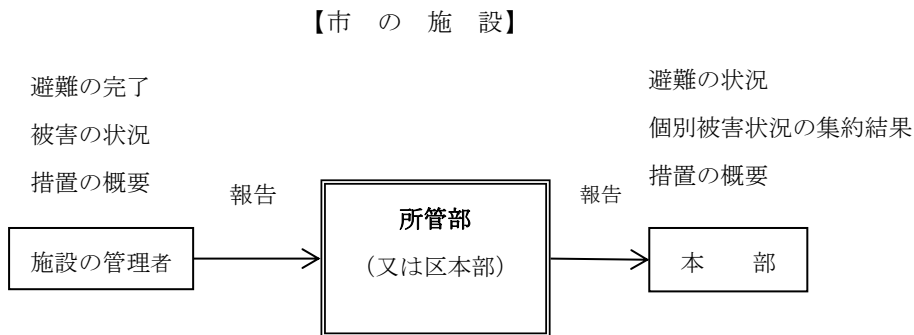 【市　の　施　設】
避難の完了
被害の状況
措置の概要
報告
施設の管理者
所管部
（又は区本部）
報告
避難の状況
個別被害状況の集約結果
措置の概要
本　　部